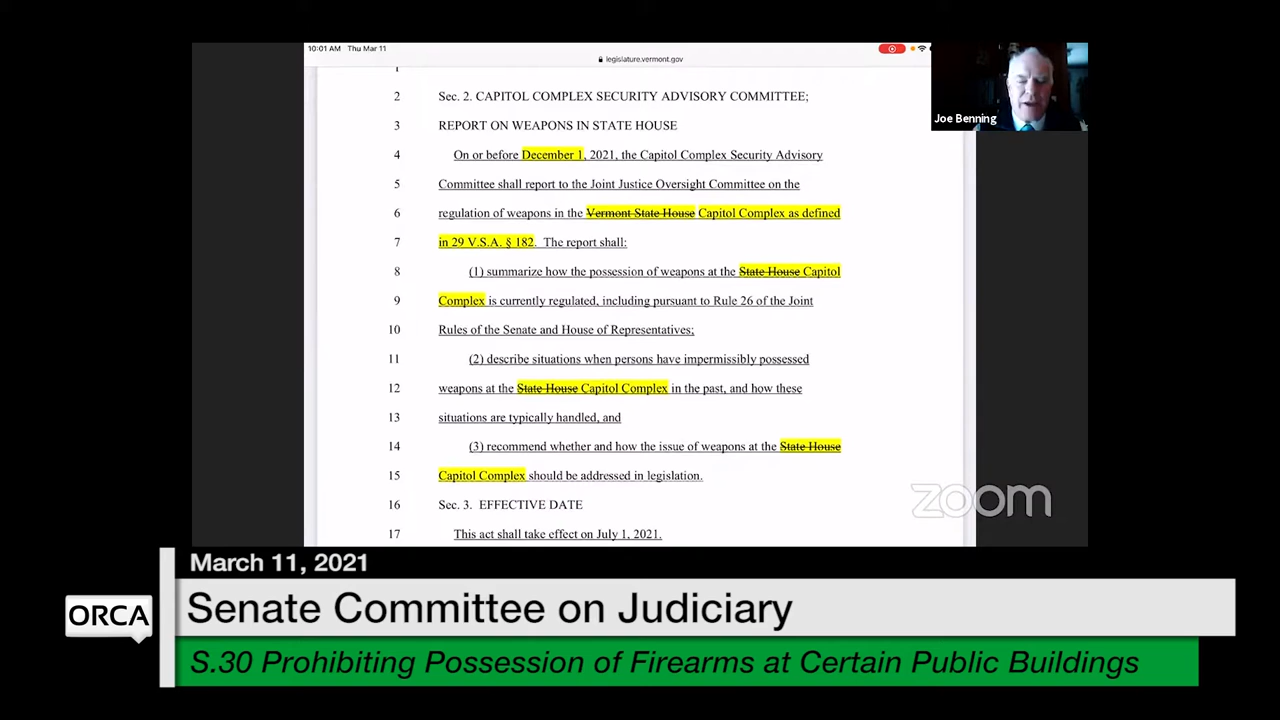 10:01 AM Thu Mar 11
legislature.vermont.gov
1
2 Sec. 2. CAPITOL COMPLEX SECURITY ADVISORY COMMITTEE;
3 REPORT ON WEAPONS IN STATE HOUSE
4 On or before December 1, 2021, the Capitol Complex Security Advisory
5 Committee shall report to the Joint Justice Oversight Committee on the
6 regulation of weapons in the Vermont State House Capitol Complex as defined
7 in 29 V.S.A. § 182. The report shall:
8 (1) summarize how the possession of weapons at the State House Capitol
9 Complex is currently regulated, including pursuant to Rule 26 of the Joint
10 Rules of the Senate and House of Representatives;
11 (2) describe situations when persons have impermissibly possessed
12 weapons at the State House Capitol Complex in the past, and how these
13 situations are typically handled, and
14 (3) recommend whether and how the issue of weapons at the State House
15 Capitol Complex should be addressed in legislation.
16 Sec. 3. EFFECTIVE DATE
17 This act shall take effect on July 1, 2021.
Joe Benning
zoom
March 11, 2021
ORCA
Senate Committee on Judiciary
S.30 Prohibiting Possession of Firearms at Certain Public Buildings